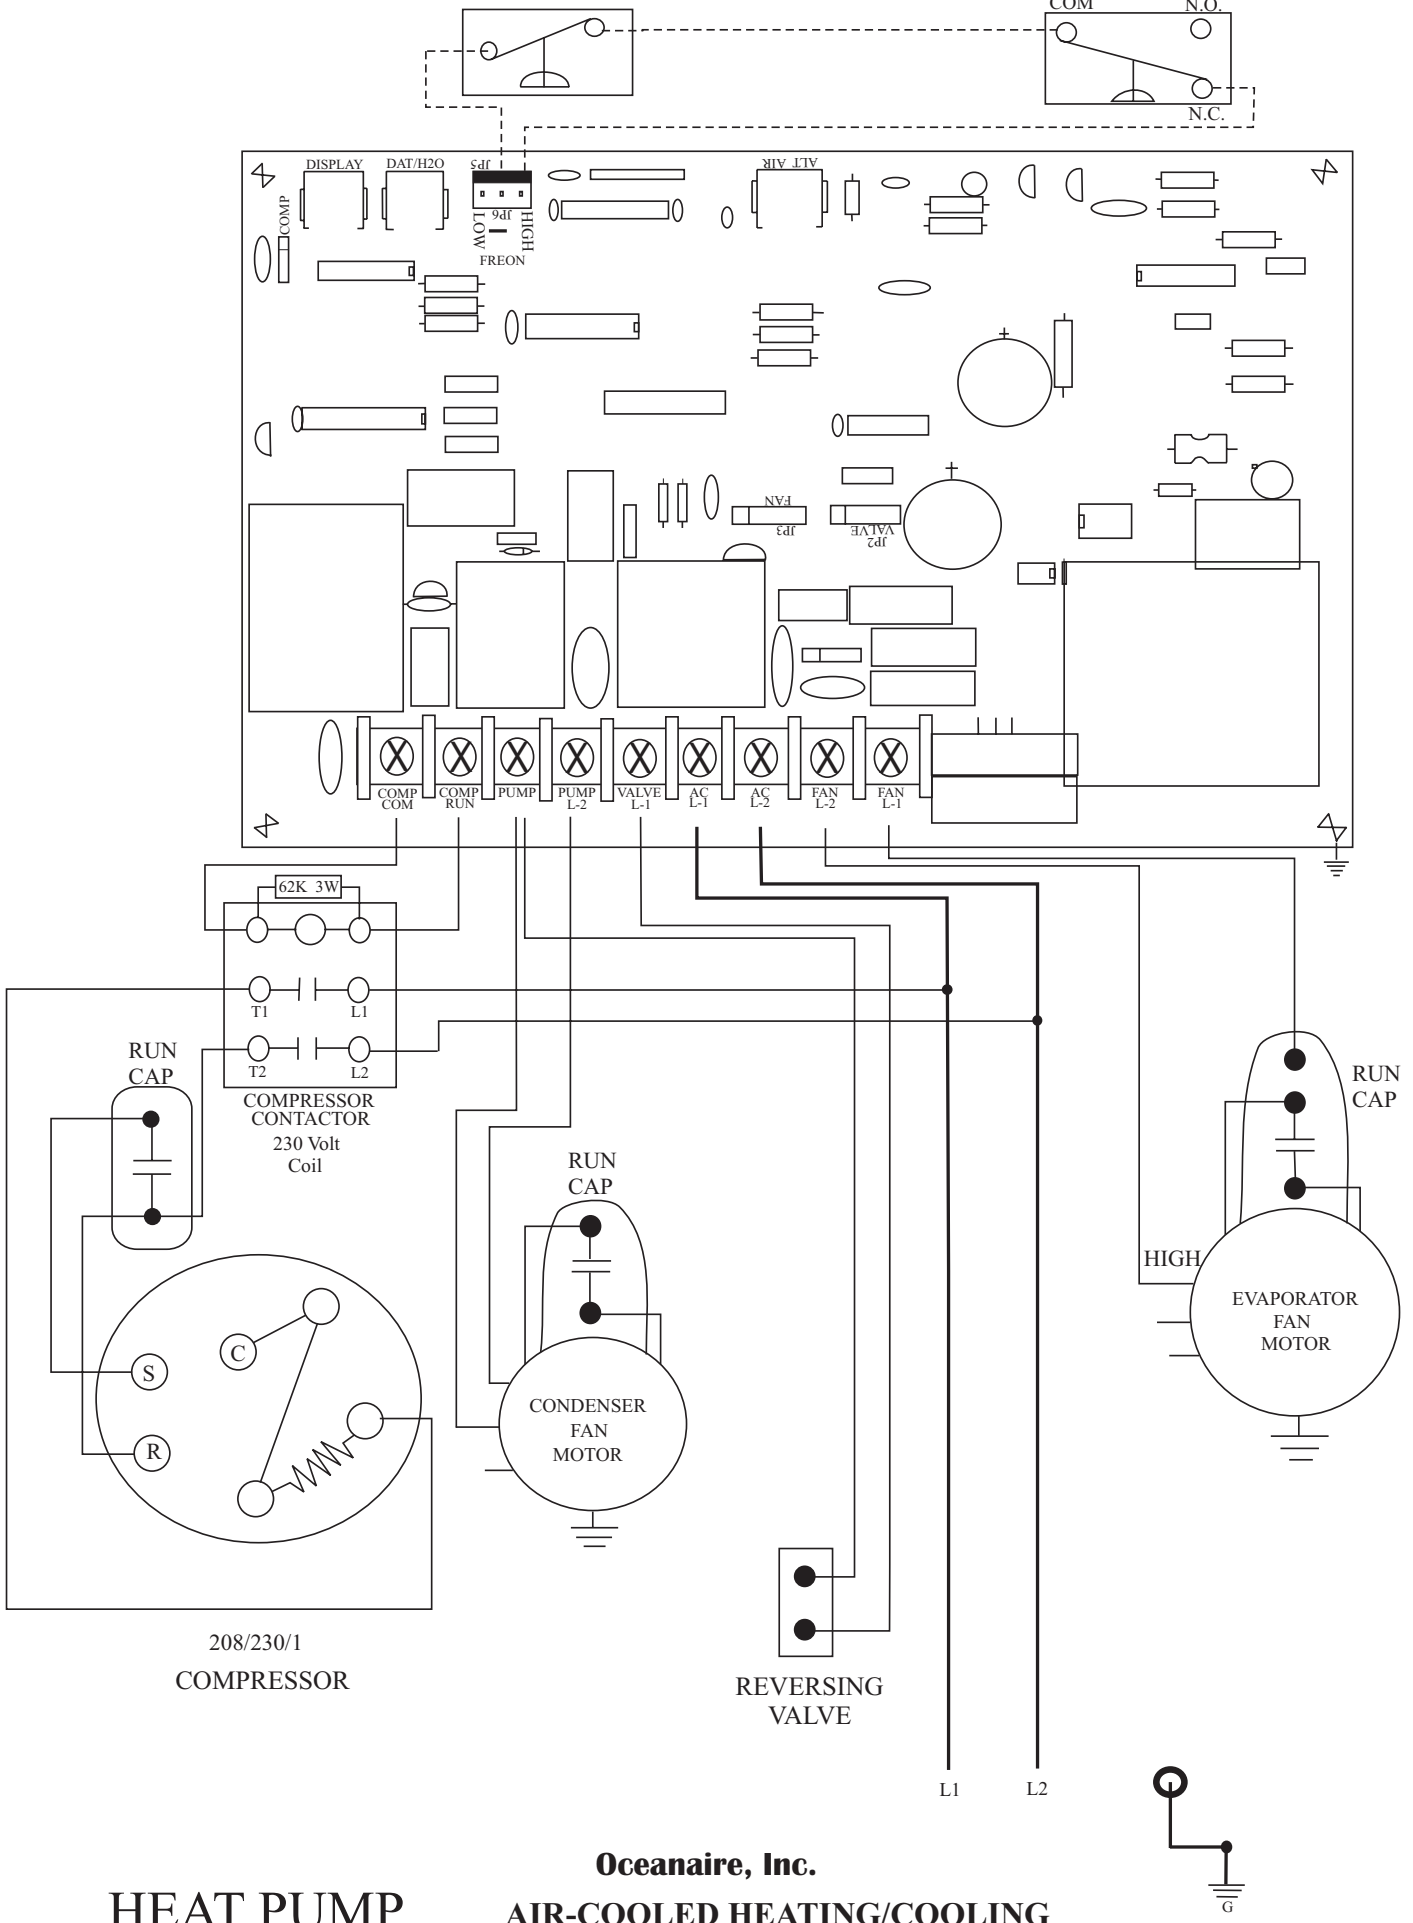 COM
N.O.
N.C.
DISPLAY
DAT/H2O
JP5
ALT AIR
COMP
JP6
LOW
HIGH
FREON
FAN
JP3
VALVE
JP2
COMP
COM
COMP
RUN
PUMP
PUMP
L-2
VALVE
L-1
AC
L-1
AC
L-2
FAN
L-2
FAN
L-1
62K 3W
T1
L1
T2
L2
COMPRESSOR
CONTACTOR
230 Volt
Coil
RUN
CAP
RUN
CAP
RUN
CAP
HIGH
EVAPORATOR
FAN
MOTOR
C
S
R
CONDENSER
FAN
MOTOR
208/230/1
COMPRESSOR
REVERSING
VALVE
L1
L2
G
Oceanaire, Inc.
HEAT PUMP
AIR-COOLED HEATING/COOLING